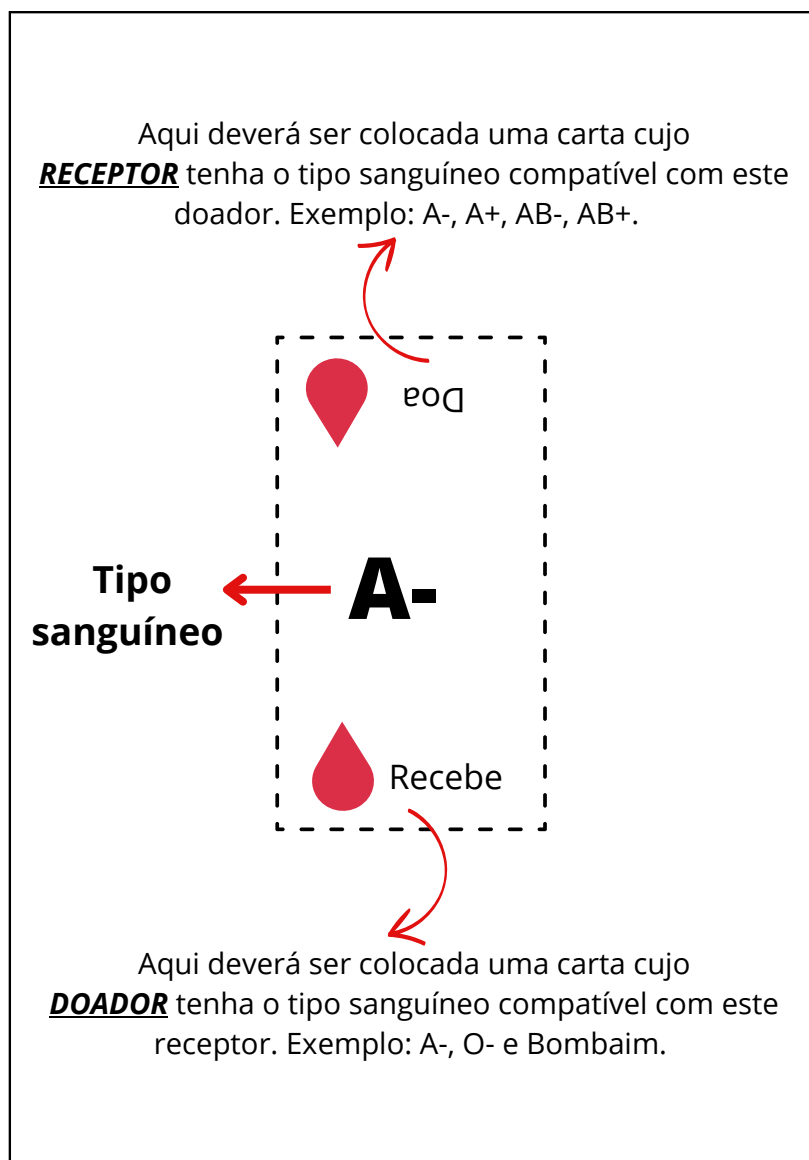 Aqui deverá ser colocada uma carta cujo
RECEPTOR tenha o tipo sanguíneo compatível com este
doador. Exemplo: A-, A+, AB-, AB+.
Doa
Tipo
sanguíneo
A-
Recebe
Aqui deverá ser colocada uma carta cujo
DOADOR tenha o tipo sanguíneo compatível com este
receptor. Exemplo: A-, O- e Bombaim.